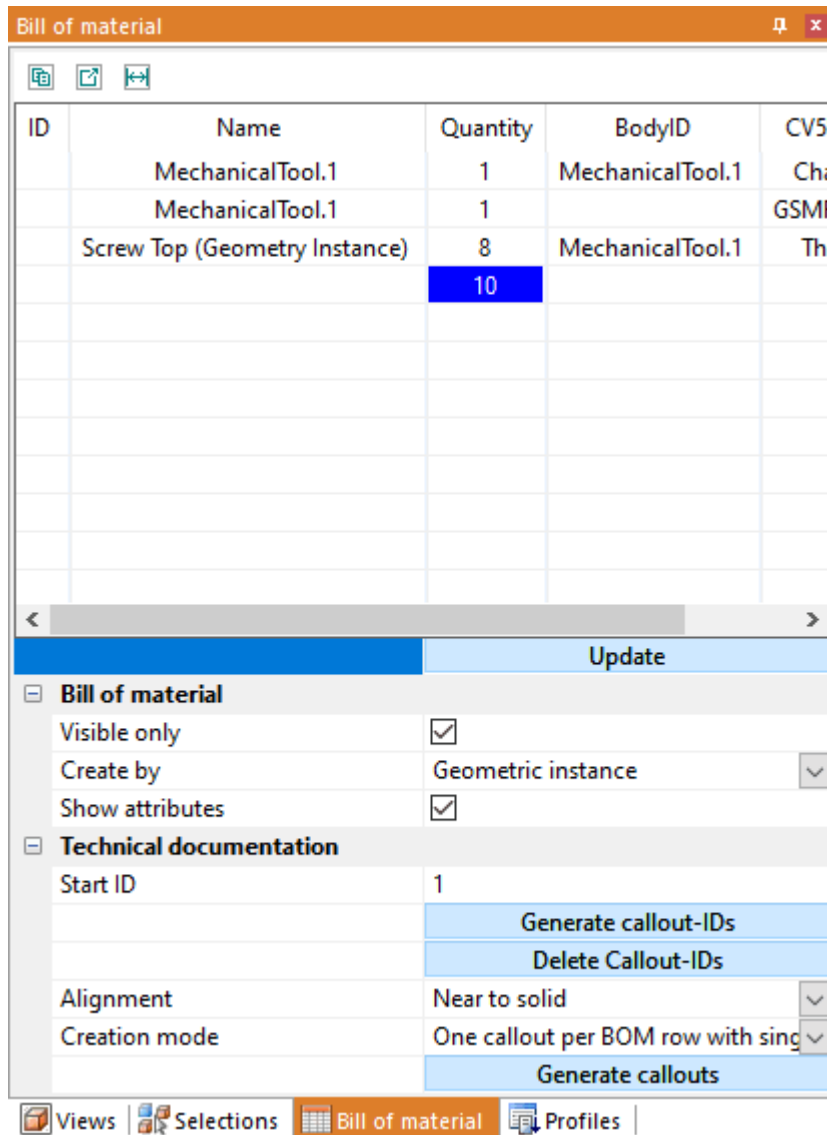 Bill of material
ID Name Quantity BodyID CV5
MechanicalTool.1 1 MechanicalTool.1 Cha
MechanicalTool.1 1 GSM
Screw Top (Geometry Instance) 8 MechanicalTool.1 Th
10
Update
Bill of material
Visible only
Create by Geometric instance
Show attributes
Technical documentation
Start ID 1
Generate callout-IDs
Delete Callout-IDs
Alignment Near to solid
Creation mode One callout per BOM row with sing
Generate callouts
Views Selections Bill of material Profiles